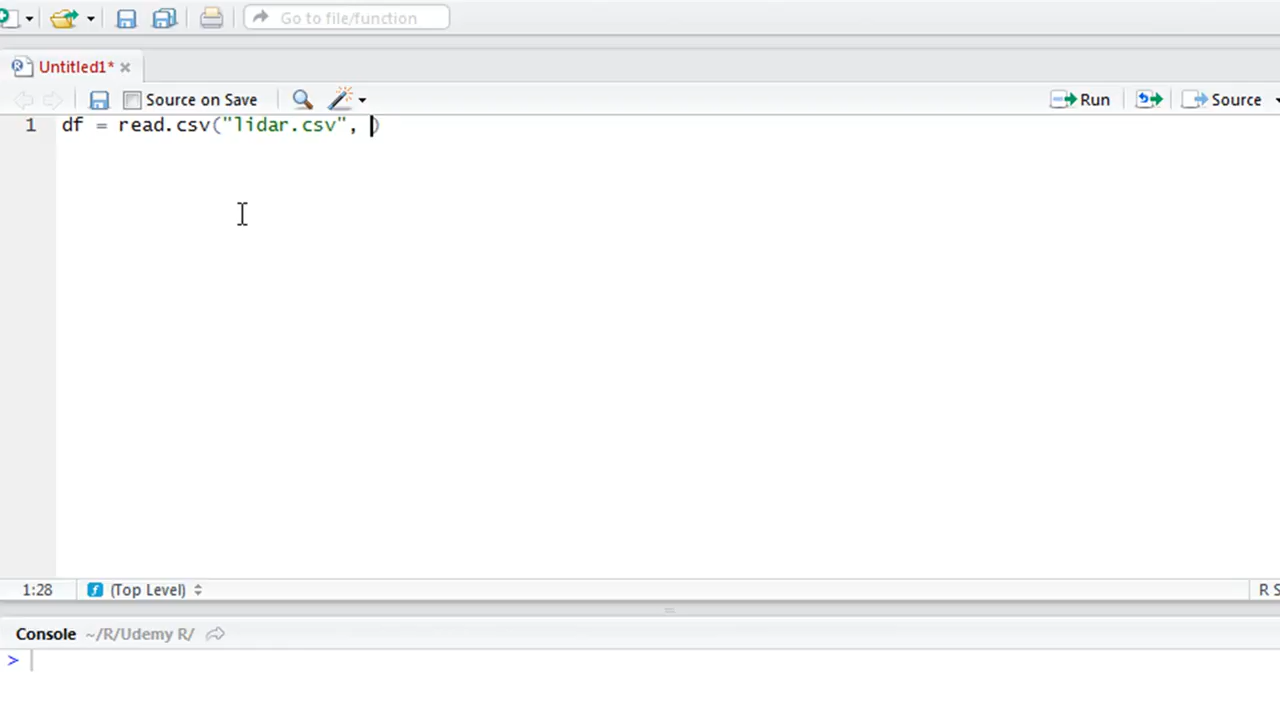 Go to file/function
Untitled1*
Source on Save
Run
Source
1 df = read.csv("lidar.csv", )
1:28 (Top Level)
R S
Console ~/R/Udemy R/
>